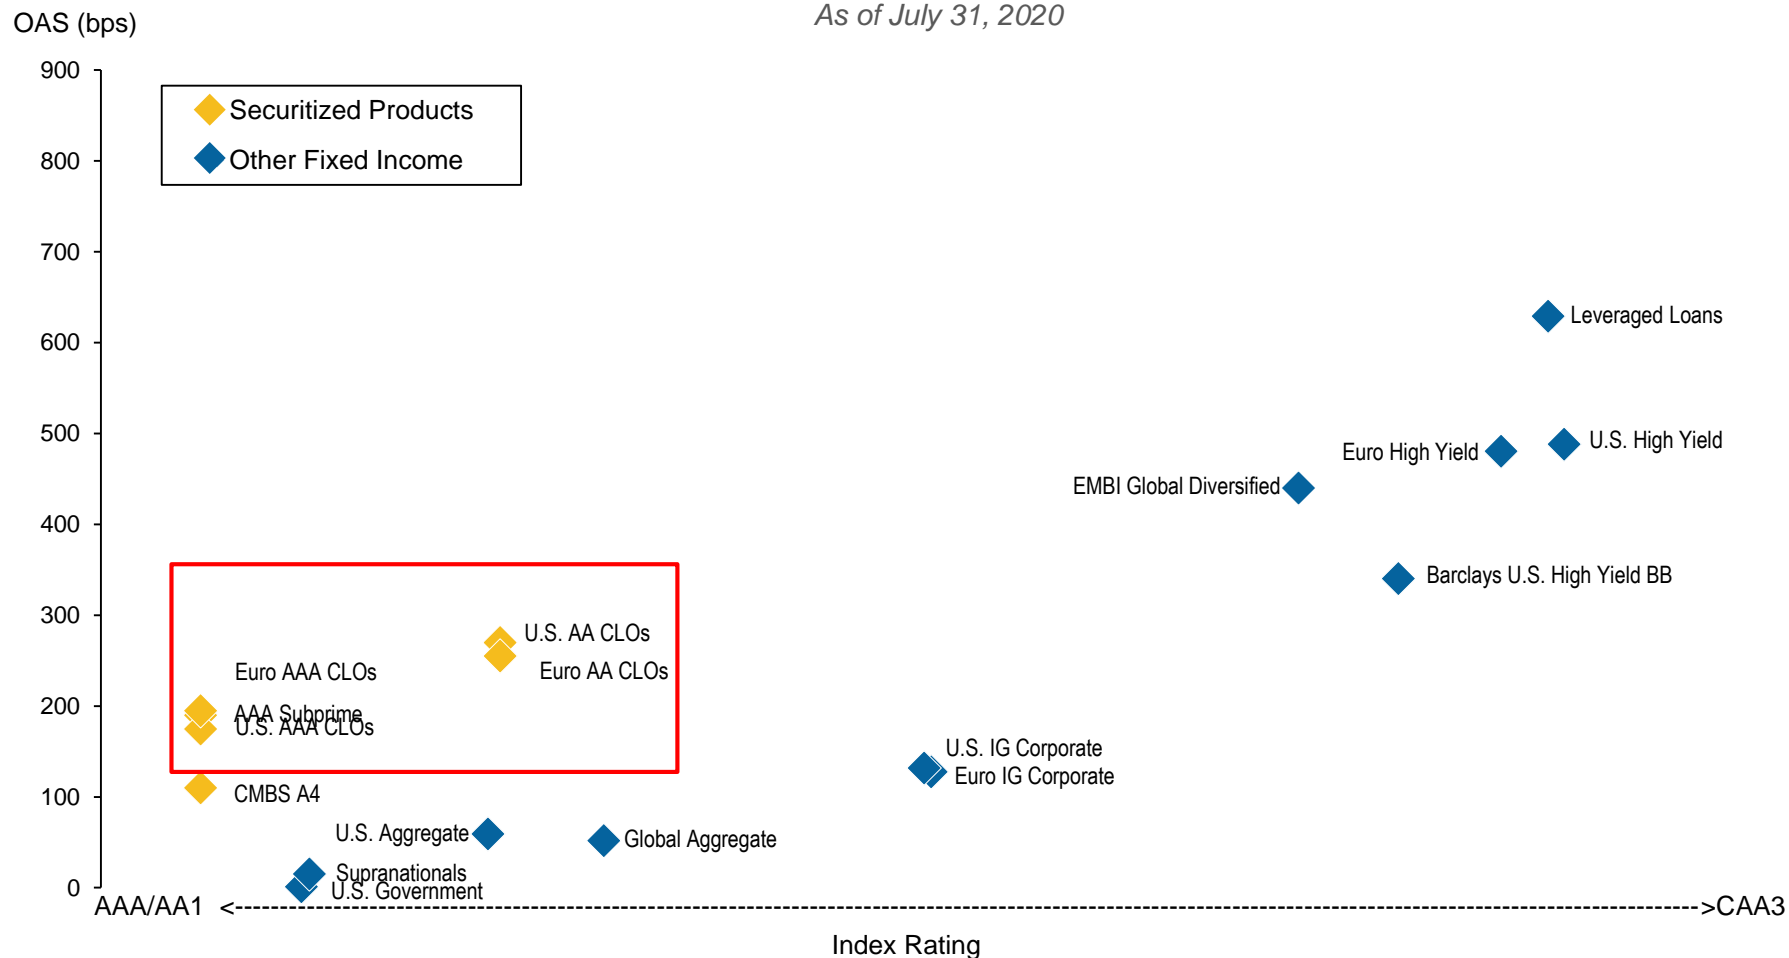 As of July 31, 2020
OAS (bps)
900
Securitized Products
800
Other Fixed Income
700
600
Leveraged Loans
500
Euro High Yield
U.S. High Yield
EMBI Global Diversified
400
Barclays U.S. High Yield BB
300
U.S. AA CLOs
Euro AAA CLOs
Euro AA CLOs
200
AAA Subprime
U.S. AAA CLOs
U.S. IG Corporate
Euro IG Corporate
100
CMBS A4
U.S. Aggregate
Global Aggregate
Supranationals
0
U.S. Government
AAA/AA1 <-------------------------------------------------------------------------------------------------------------------->CAA3
Index Rating